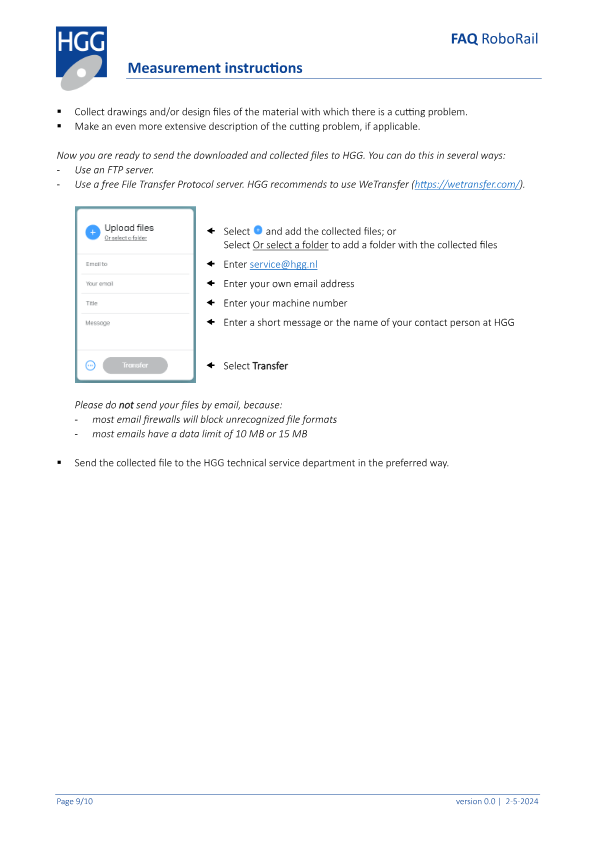 HGG
FAQ RoboRail
Measurement instructions
▪ Collect drawings and/or design files of the material with which there is a cutting problem.
▪ Make an even more extensive description of the cutting problem, if applicable.
Now you are ready to send the downloaded and collected files to HGG. You can do this in several ways:
- Use an FTP server.
- Use a free File Transfer Protocol server. HGG recommends to use WeTransfer (https://wetransfer.com/).
Upload files
Or select a folder
Email to
Your email
Title
Message
Transfer
Select + and add the collected files; or
Select Or select a folder to add a folder with the collected files
Enter service@hgg.nl
Enter your own email address
Enter your machine number
Enter a short message or the name of your contact person at HGG
Select Transfer
Please do not send your files by email, because:
- most email firewalls will block unrecognized file formats
- most emails have a data limit of 10 MB or 15 MB
▪ Send the collected file to the HGG technical service department in the preferred way.
Page 9/10
version 0.0 | 2-5-2024